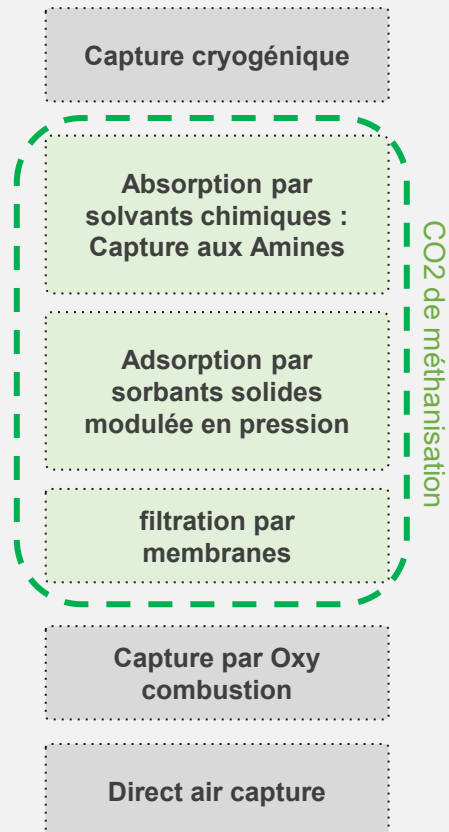 Capture cryogénique
Absorption par
solvants chimiques :
Capture aux Amines
Adsorption par
sorbants solides
modulée en pression
filtration par
membranes
CO2 de méthanisation
Capture par Oxy
combustion
Direct air capture